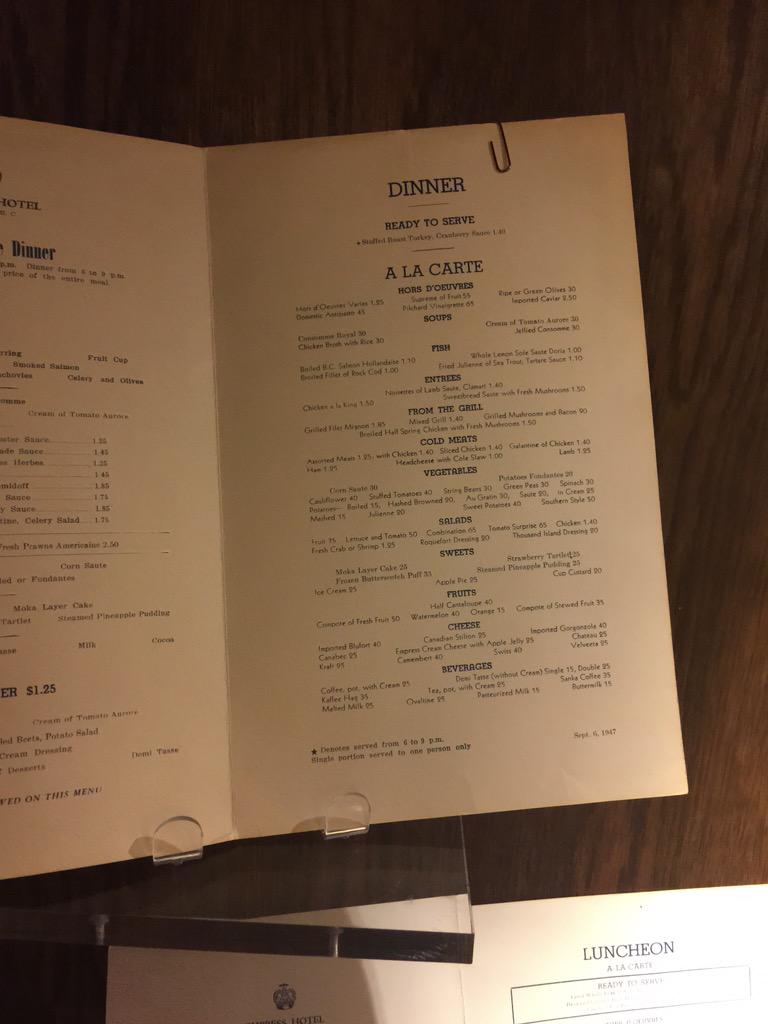 HOTEL
Dinner
p.m. Dinner from 6 to 9 p.m.
price of the entire meal
Fruit Cup
Smoked Salmon
Celery and Olives
Cream of Tomato Aurore
Sauce 1.25
Sauce 1.45
Herbes 1.25
1.45
1.85
Sauce 1.75
Sauce 1.85
Celery Salad 1.75
Fresh Prawns Americaine 2.50
Corn Saute
or Fondantes
Moka Layer Cake
Steamed Pineapple Pudding
Milk Cocoa
$1.25
Cream of Tomato Aurore
Beets, Potato Salad
Cream Dressing
Demi Tasse
Desserts
ON THIS MENU
DINNER
READY TO SERVE
★ Stuffed Roast Turkey, Cranberry Sauce 1.40
A LA CARTE
HORS D'OEUVRES
Hors d'Oeuvres Varies 1.25 Supreme of Fruit 55 Ripe or Green Olives 30
Domestic Antipasto 45 Pilchard Vinaigrette 65 Imported Caviar 2.50
SOUPS
Consomme Royal 30 Cream of Tomato Aurore 30
Chicken Broth with Rice 30 Jellied Consomme 30
FISH
Boiled B.C. Salmon Hollandaise 1.10 Whole Lemon Sole Saute Doria 1.00
Broiled Fillet of Rock Cod 1.00 Fried Julienne of Sea Trout, Tartare Sauce 1.10
ENTREES
Noisettes of Lamb Saute, Clamart 1.40
Chicken a la King 1.50 Sweetbread Saute with Fresh Mushrooms 1.50
FROM THE GRILL
Grilled Filet Mignon 1.85 Mixed Grill 1.40 Grilled Mushrooms and Bacon 90
Broiled Half Spring Chicken with Fresh Mushrooms 1.50
COLD MEATS
Assorted Meats 1.25; with Chicken 1.40 Sliced Chicken 1.40 Galantine of Chicken 1.40
Ham 1.25 Headcheese with Cole Slaw 1.00 Lamb 1.25
VEGETABLES
Corn Saute 30 Potatoes Fondantes 20
Cauliflower 40 Stuffed Tomatoes 40 String Beans 30 Green Peas 30 Spinach 30
Potatoes— Boiled 15, Hashed Browned 20, Au Gratin 30, Saute 20, in Cream 25
Mashed 15 Julienne 20 Sweet Potatoes 40 Southern Style 50
SALADS
Fruit 75 Lettuce and Tomato 50 Combination 65 Tomato Surprise 65 Chicken 1.40
Fresh Crab or Shrimp 1.25 Roquefort Dressing 20 Thousand Island Dressing 20
SWEETS
Moka Layer Cake 25 Strawberry Tartlet 25
Frozen Butterscotch Puff 35 Steamed Pineapple Pudding 25
Ice Cream 25 Apple Pie 25 Cup Custard 20
FRUITS
Half Cantaloupe 40
Compote of Fresh Fruit 50 Watermelon 40 Orange 15 Compote of Stewed Fruit 35
CHEESE
Imported Blufort 40 Canadian Stilton 25 Imported Gorgonzola 40
Canabec 25 Empress Cream Cheese with Apple Jelly 25 Chateau 25
Kraft 25 Camembert 40 Swiss 40 Velveeta 25
BEVERAGES
Coffee, pot, with Cream 25 Demi Tasse (without Cream) Single 15, Double 25
Kaffee Hag 35 Tea, pot, with Cream 25 Sanka Coffee 35
Malted Milk 25 Ovaltine 25 Pasteurized Milk 15 Buttermilk 15
★ Denotes served from 6 to 9 p.m.
Single portion served to one person only
Sept. 6, 1947
HOTEL
LUNCHEON
A LA CARTE
READY TO SERVE